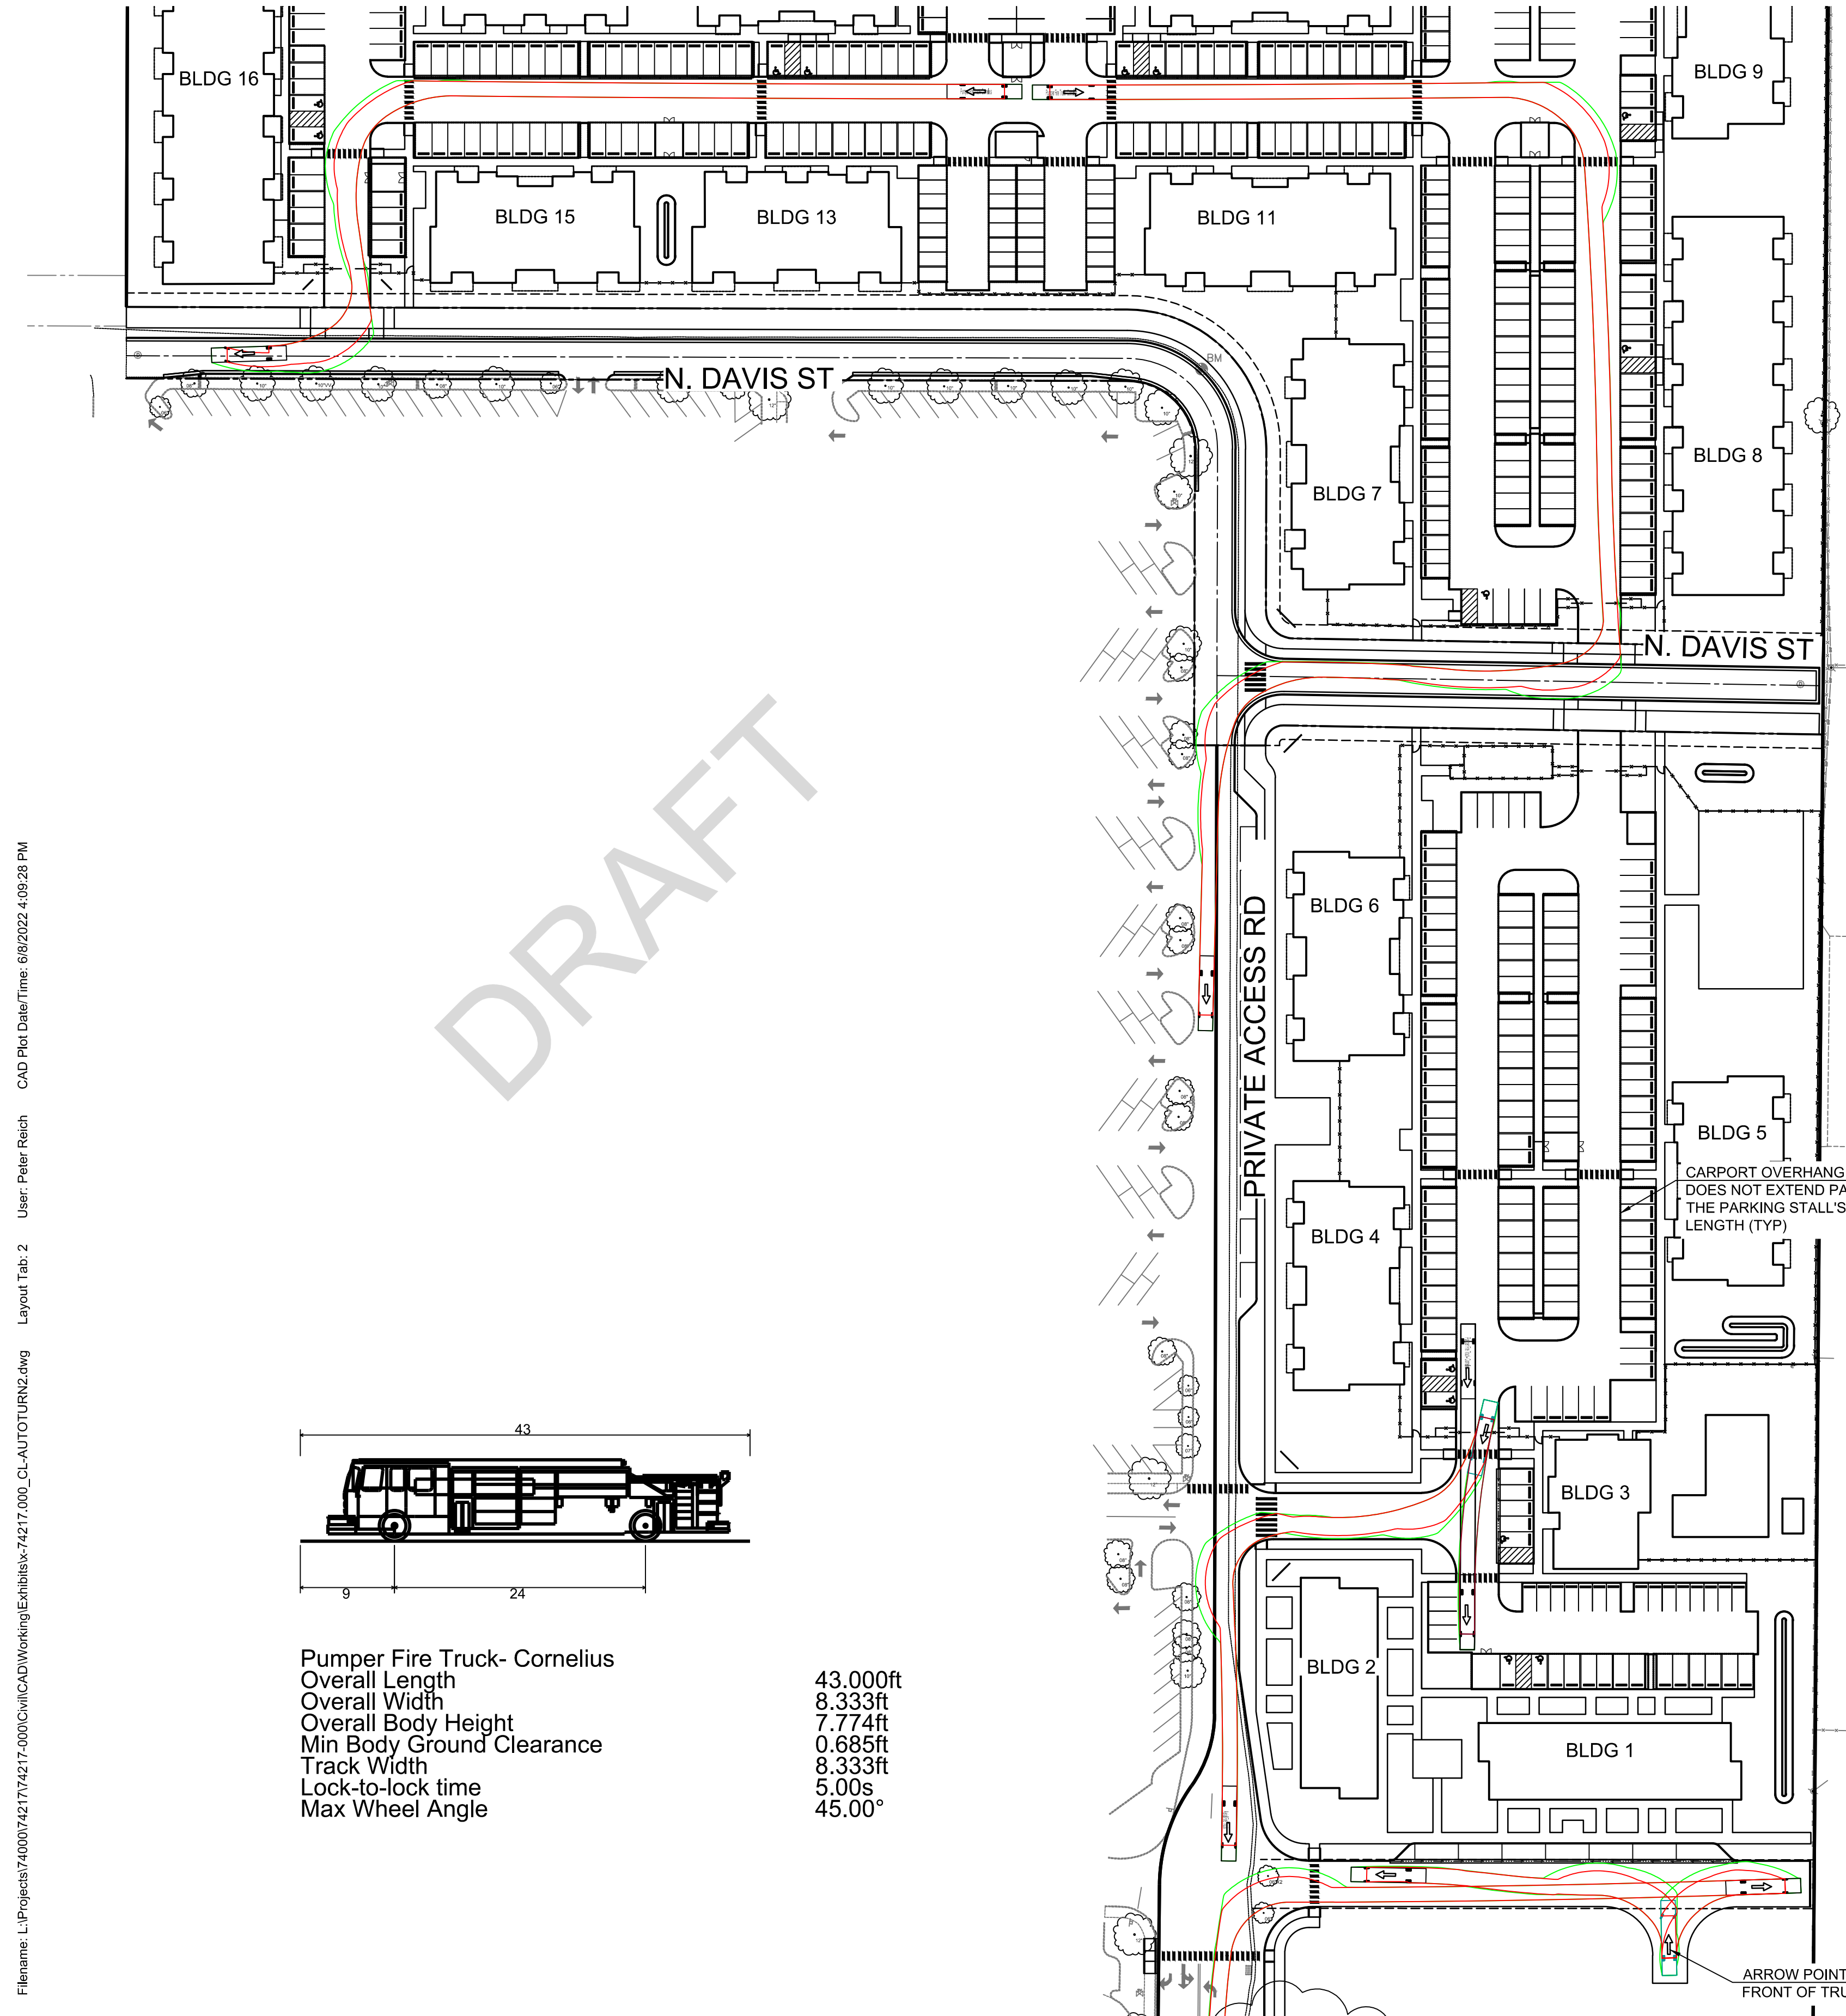 BLDG 16
BLDG 9
BLDG 15
BLDG 13
BLDG 11
BM
N. DAVIS ST
BLDG 8
BLDG 7
N. DAVIS ST
DRAFT
BLDG 6
PRIVATE ACCESS RD
BLDG 5
CARPORT OVERHANG
DOES NOT EXTEND PA
THE PARKING STALL'S
LENGTH (TYP)
BLDG 4
BLDG 3
BLDG 2
BLDG 1
43
9
24
Pumper Fire Truck- Cornelius
Overall Length 43.000ft
Overall Width 8.333ft
Overall Body Height 7.774ft
Min Body Ground Clearance 0.685ft
Track Width 8.333ft
Lock-to-lock time 5.00s
Max Wheel Angle 45.00°
ARROW POINT
FRONT OF TRU
Filename: L:\Projects\74000\74217\74217-000\Civil\CAD\Working\Exhibits\x-74217.000_CL-AUTOTURN2.dwg Layout Tab: 2 User: Peter Reich CAD Plot Date/Time: 6/8/2022 4:09:28 PM